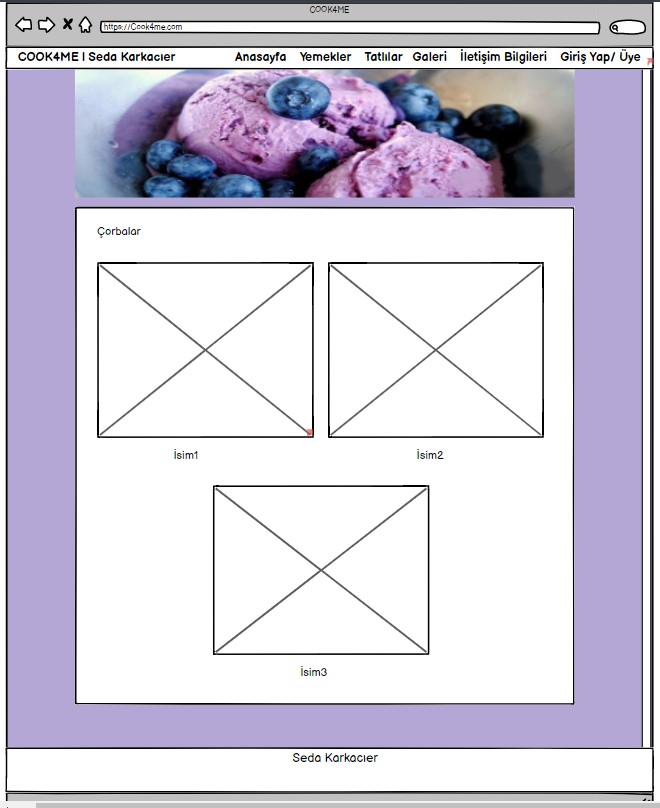 COOK4ME
https://Cook4me.com
COOK4ME | Seda Karkacıer Anasayfa Yemekler Tatlılar Galeri İletişim Bilgileri Giriş Yap/ Üye
Çorbalar
İsim1 İsim2
İsim3
Seda Karkacıer